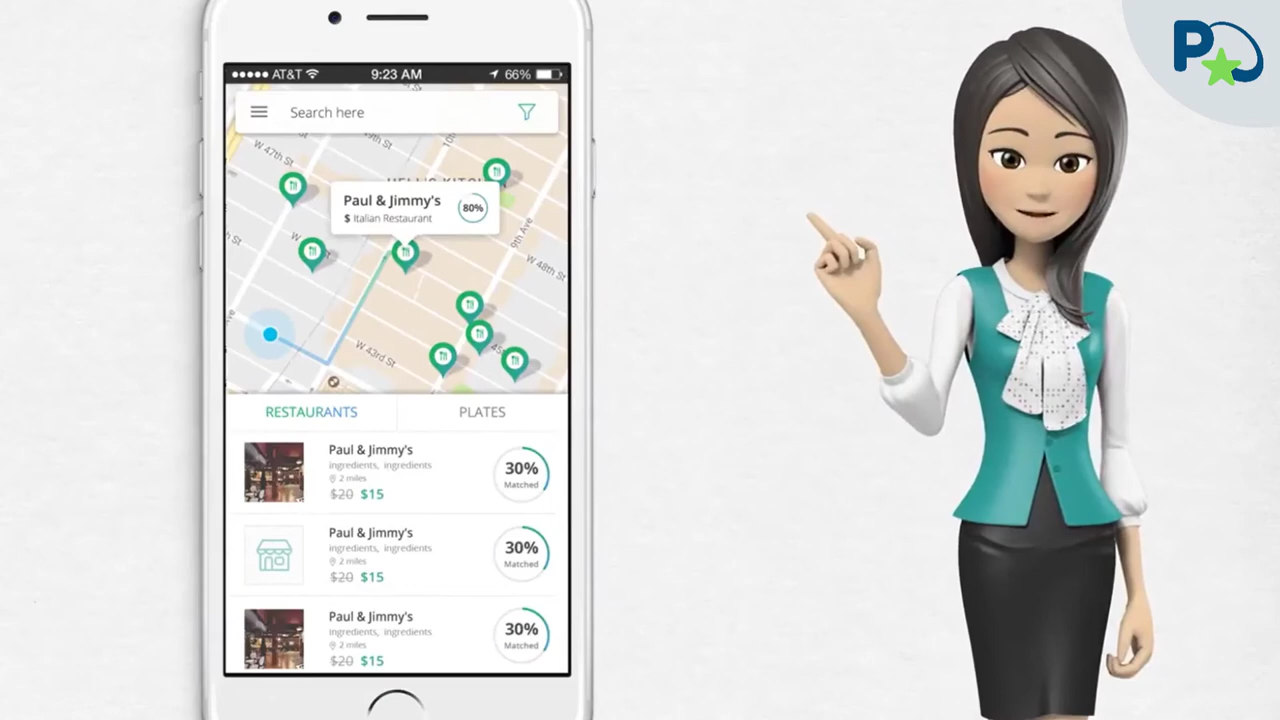 AT&T 9:23 AM 66%
Search here
W 47th St
Paul & Jimmy's
$ Italian Restaurant
80%
9th Ave
W 48th St
W 43rd St
RESTAURANTS PLATES
Paul & Jimmy's
ingredients, ingredients
2 miles
$20 $15
30%
Matched
Paul & Jimmy's
ingredients, ingredients
2 miles
$20 $15
30%
Matched
Paul & Jimmy's
ingredients, ingredients
2 miles
$20 $15
30%
Matched
P